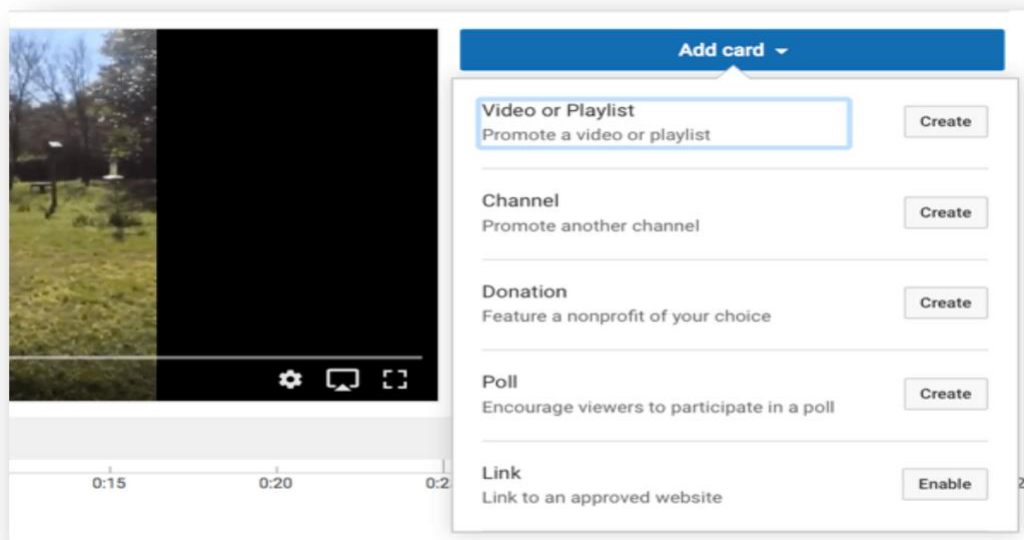 Add card
Video or Playlist
Promote a video or playlist
Create
Channel
Promote another channel
Create
Donation
Feature a nonprofit of your choice
Create
Poll
Encourage viewers to participate in a poll
Create
Link
Link to an approved website
Enable
0:15
0:20
0:2